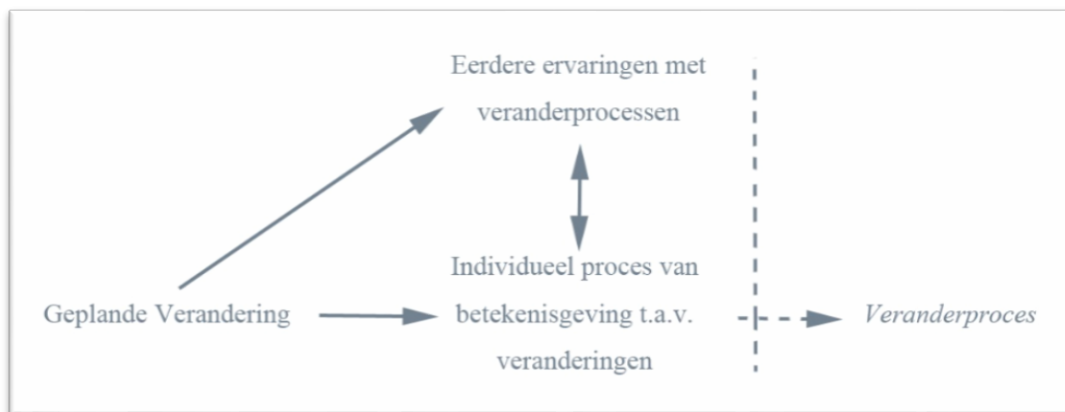 Eerdere ervaringen met
veranderprocessen
Individueel proces van
Geplande Verandering
betekenisgeving t.a.v.
Veranderproces
veranderingen